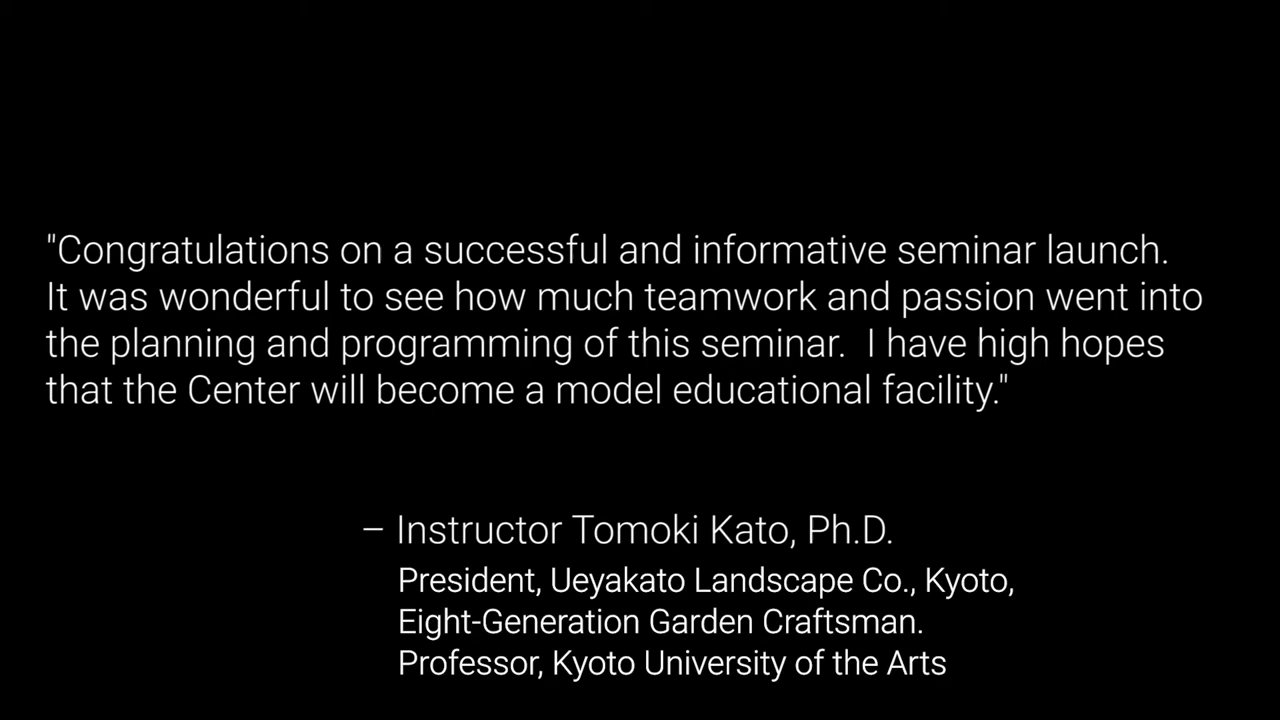 "Congratulations on a successful and informative seminar launch.
It was wonderful to see how much teamwork and passion went into
the planning and programming of this seminar.  I have high hopes
that the Center will become a model educational facility."
– Instructor Tomoki Kato, Ph.D.
President, Ueyakato Landscape Co., Kyoto,
Eight-Generation Garden Craftsman.
Professor, Kyoto University of the Arts